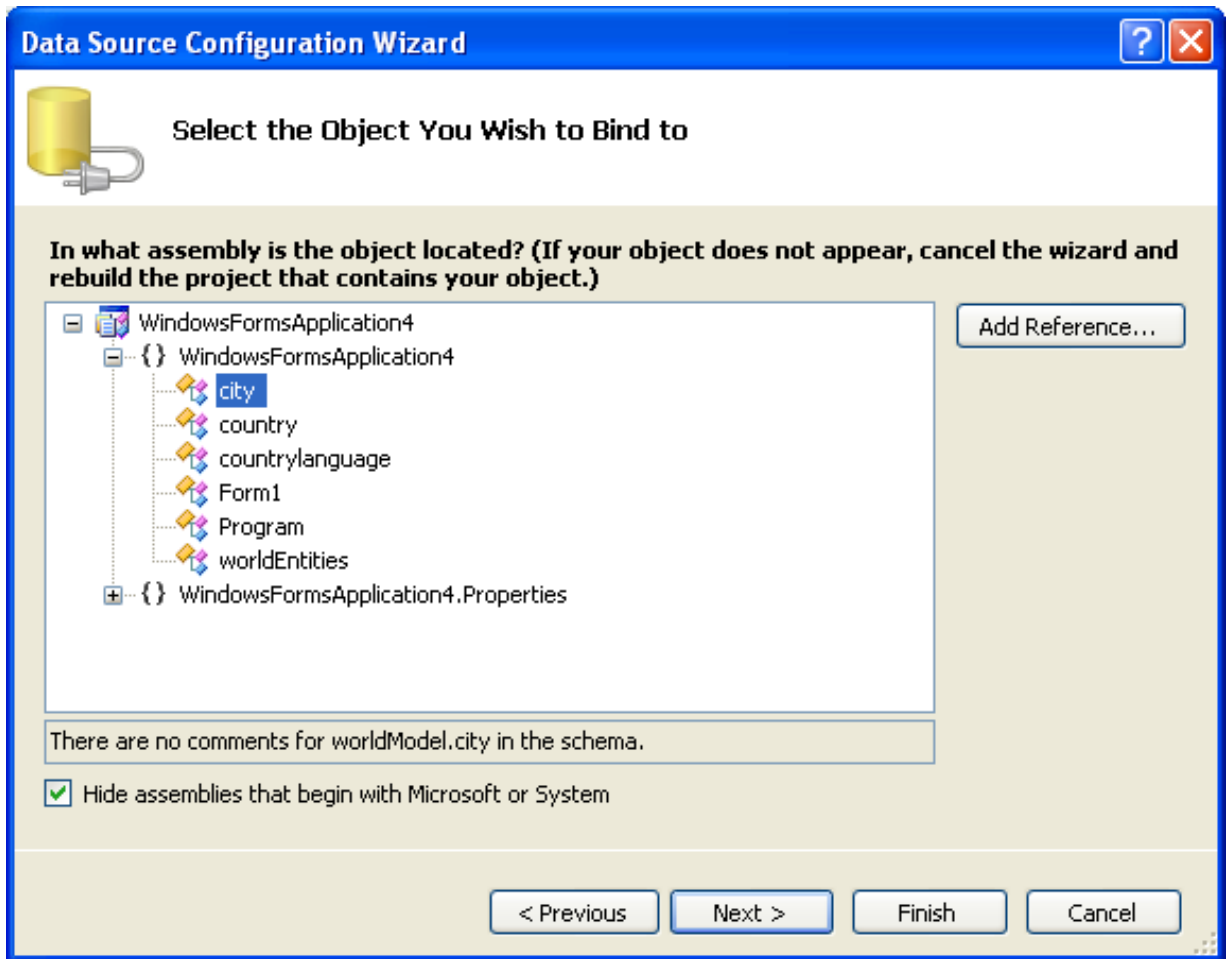 Data Source Configuration Wizard
Select the Object You Wish to Bind to
In what assembly is the object located? (If your object does not appear, cancel the wizard and
rebuild the project that contains your object.)
WindowsFormsApplication4
Add Reference...
{} WindowsFormsApplication4
city
country
countrylanguage
Form1
Program
worldEntities
{} WindowsFormsApplication4.Properties
There are no comments for worldModel.city in the schema.
Hide assemblies that begin with Microsoft or System
< Previous
Next >
Finish
Cancel